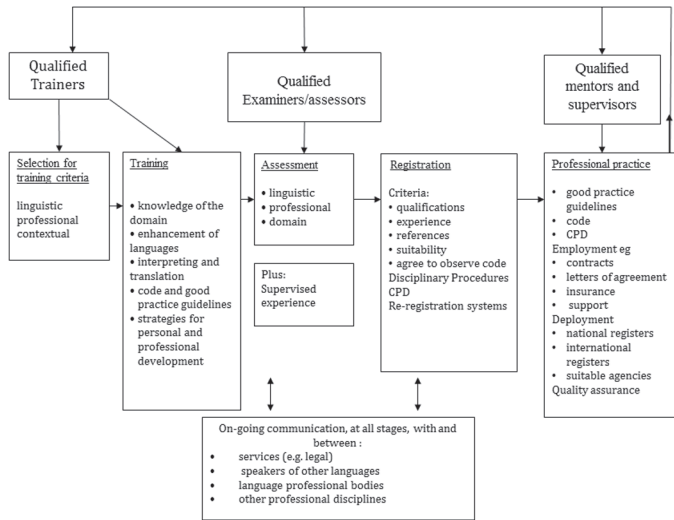 Qualified
Trainers
Qualified
Examiners/assessors
Qualified
mentors and
supervisors
Selection for
training criteria
linguistic
professional
contextual
Training
• knowledge of the
domain
• enhancement of
languages
• interpreting and
translation
• code and good
practice guidelines
• strategies for
personal and
professional
development
Assessment
• linguistic
• professional
• domain
Plus:
Supervised
experience
Registration
Criteria:
• qualifications
• experience
• references
• suitability
• agree to observe code
Disciplinary Procedures
CPD
Re-registration systems
Professional practice
• good practice
guidelines
• code
• CPD
Employment eg
• contracts
• letters of agreement
• insurance
• support
Deployment
• national registers
• international
registers
• suitable agencies
Quality assurance
On-going communication, at all stages, with and
between :
• services (e.g. legal)
• speakers of other languages
• language professional bodies
• other professional disciplines